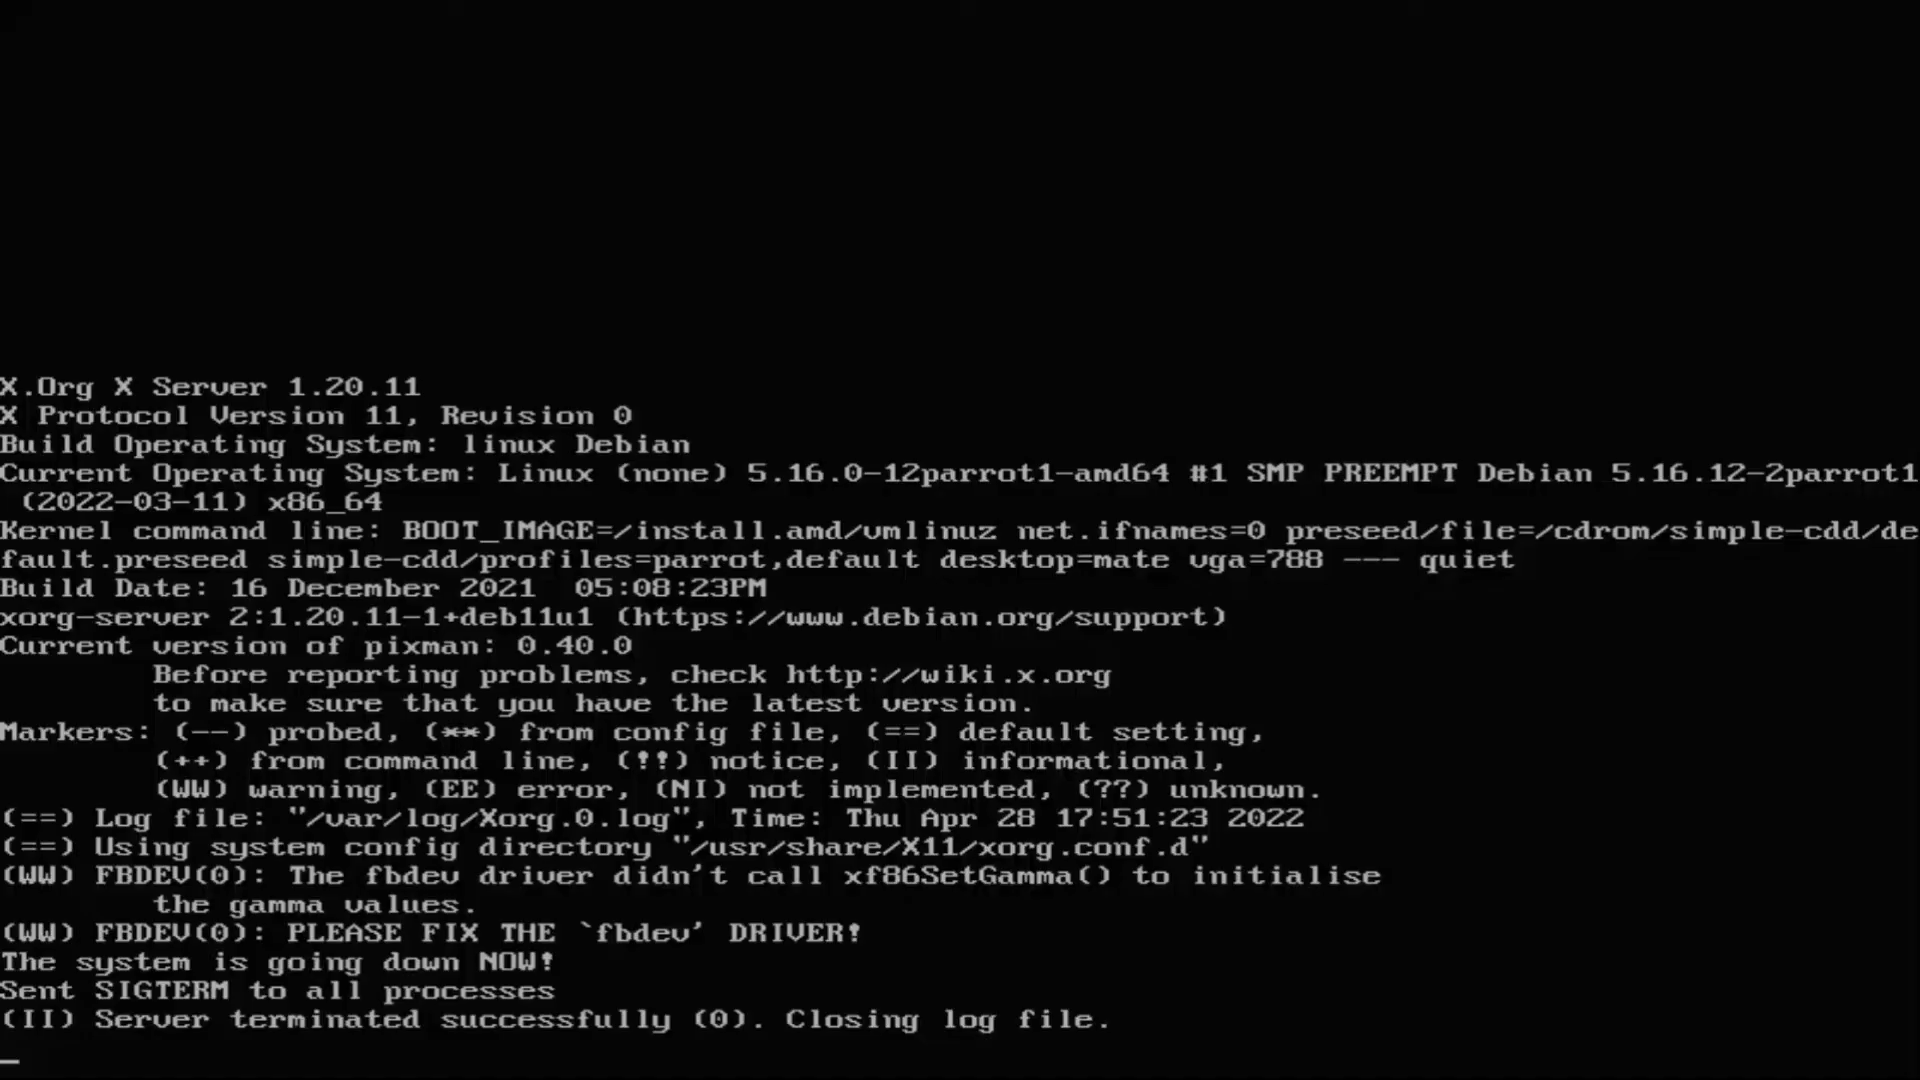 X.Org X Server 1.20.11
X Protocol Version 11, Revision 0
Build Operating System: linux Debian
Current Operating System: Linux (none) 5.16.0-12parrot1-amd64 #1 SMP PREEMPT Debian 5.16.12-2parrot1
(2022-03-11) x86_64
Kernel command line: BOOT_IMAGE=/install.amd/vmlinuz net.ifnames=0 preseed/file=/cdrom/simple-cdd/de
fault.preseed simple-cdd/profiles=parrot,default desktop=mate vga=788 --- quiet
Build Date: 16 December 2021  05:08:23PM
xorg-server 2:1.20.11-1+deb11u1 (https://www.debian.org/support)
Current version of pixman: 0.40.0
Before reporting problems, check http://wiki.x.org
to make sure that you have the latest version.
Markers: (--) probed, (**) from config file, (==) default setting,
(++) from command line, (!!) notice, (II) informational,
(WW) warning, (EE) error, (NI) not implemented, (??) unknown.
(==) Log file: "/var/log/Xorg.0.log", Time: Thu Apr 28 17:51:23 2022
(==) Using system config directory "/usr/share/X11/xorg.conf.d"
(WW) FBDEV(0): The fbdev driver didn't call xf86SetGamma() to initialise
the gamma values.
(WW) FBDEV(0): PLEASE FIX THE `fbdev' DRIVER!
The system is going down NOW!
Sent SIGTERM to all processes
(II) Server terminated successfully (0). Closing log file.